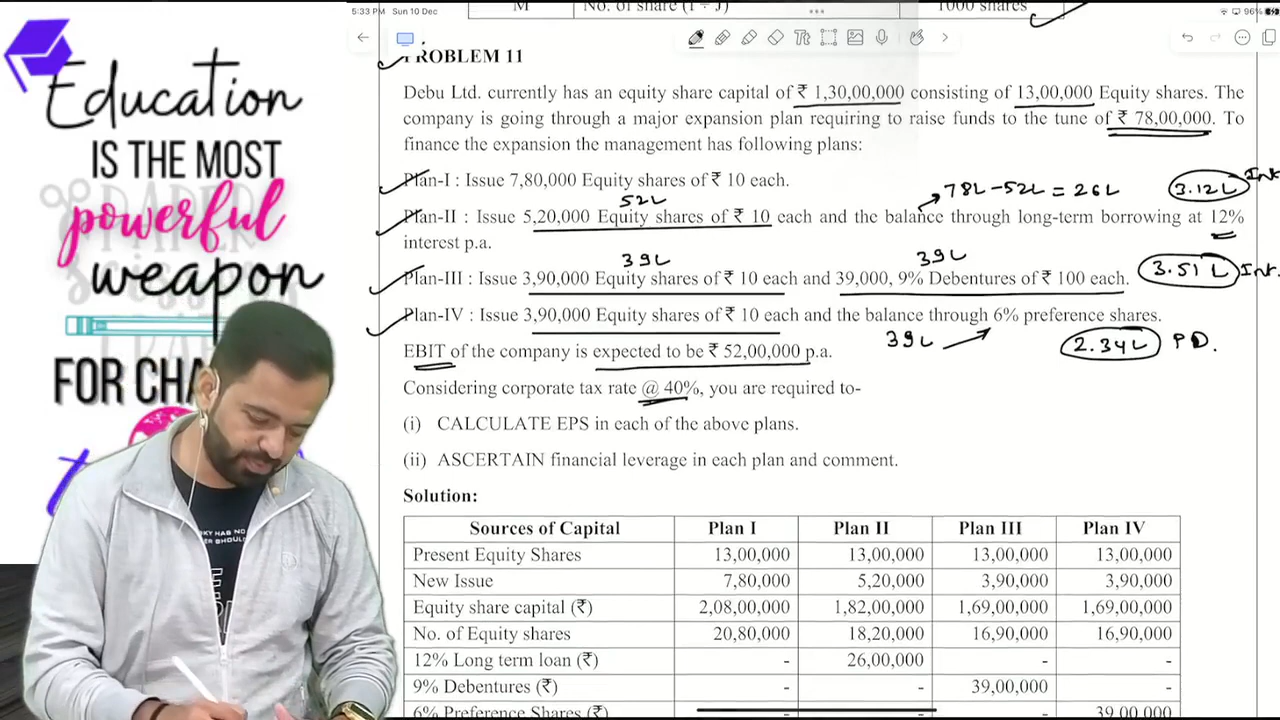 5:33 PM Sun 10 Dec
96%
M No. of share (I ÷ J) 1000 shares
PROBLEM 11
Debu Ltd. currently has an equity share capital of ₹ 1,30,00,000 consisting of 13,00,000 Equity shares. The
company is going through a major expansion plan requiring to raise funds to the tune of ₹ 78,00,000. To
finance the expansion the management has following plans:
Plan-I : Issue 7,80,000 Equity shares of ₹ 10 each.
52L 78L - 52L = 26L 3.12L Int.
Plan-II : Issue 5,20,000 Equity shares of ₹ 10 each and the balance through long-term borrowing at 12%
interest p.a.
39L 39L 3.51 L Int.
Plan-III : Issue 3,90,000 Equity shares of ₹ 10 each and 39,000, 9% Debentures of ₹ 100 each.
Plan-IV : Issue 3,90,000 Equity shares of ₹ 10 each and the balance through 6% preference shares.
39L 2.34L PD.
EBIT of the company is expected to be ₹ 52,00,000 p.a.
Considering corporate tax rate @ 40%, you are required to-
(i) CALCULATE EPS in each of the above plans.
(ii) ASCERTAIN financial leverage in each plan and comment.
Solution:
Sources of Capital Plan I Plan II Plan III Plan IV
Present Equity Shares 13,00,000 13,00,000 13,00,000 13,00,000
New Issue 7,80,000 5,20,000 3,90,000 3,90,000
Equity share capital (₹) 2,08,00,000 1,82,00,000 1,69,00,000 1,69,00,000
No. of Equity shares 20,80,000 18,20,000 16,90,000 16,90,000
12% Long term loan (₹) - 26,00,000 - -
9% Debentures (₹) - - 39,00,000 -
6% Preference Shares (₹) - - - 39,00,000
Education
IS THE MOST
powerful
weapon
FOR CHA